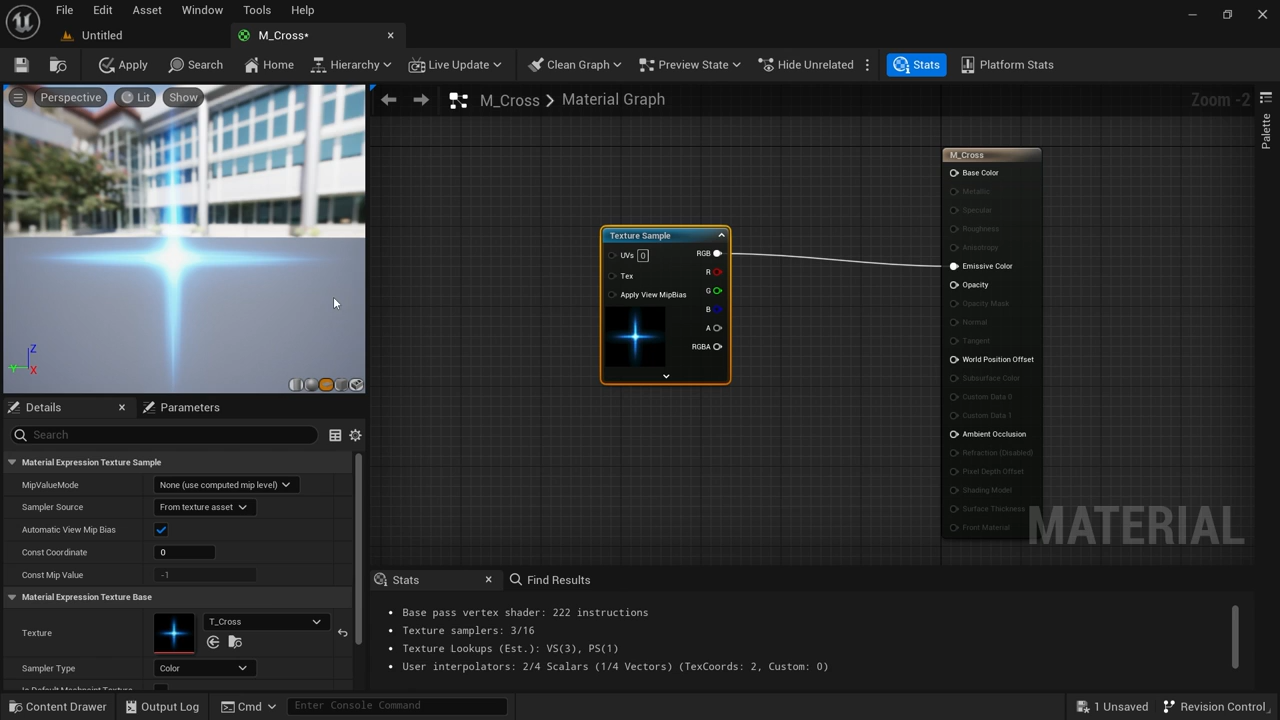 File Edit Asset Window Tools Help
Untitled
M_Cross*
Apply Search Home Hierarchy Live Update Clean Graph Preview State Hide Unrelated Stats Platform Stats
Perspective Lit Show
M_Cross > Material Graph
Zoom -2
Palette
Z
Y
X
Texture Sample
UVs 0
Tex
Apply View MipBias
RGB
R
G
B
A
RGBA
M_Cross
Base Color
Metallic
Specular
Roughness
Anisotropy
Emissive Color
Opacity
Opacity Mask
Normal
Tangent
World Position Offset
Subsurface Color
Custom Data 0
Custom Data 1
Ambient Occlusion
Refraction (Disabled)
Pixel Depth Offset
Shading Model
Surface Thickness
Front Material
MATERIAL
Details Parameters
Search
Material Expression Texture Sample
MipValueMode None (use computed mip level)
Sampler Source From texture asset
Automatic View Mip Bias
Const Coordinate 0
Const Mip Value -1
Material Expression Texture Base
Texture T_Cross
Sampler Type Color
Is Default Meshpaint Texture
Stats Find Results
• Base pass vertex shader: 222 instructions
• Texture samplers: 3/16
• Texture Lookups (Est.): VS(3), PS(1)
• User interpolators: 2/4 Scalars (1/4 Vectors) (TexCoords: 2, Custom: 0)
Content Drawer Output Log Cmd Enter Console Command 1 Unsaved Revision Control